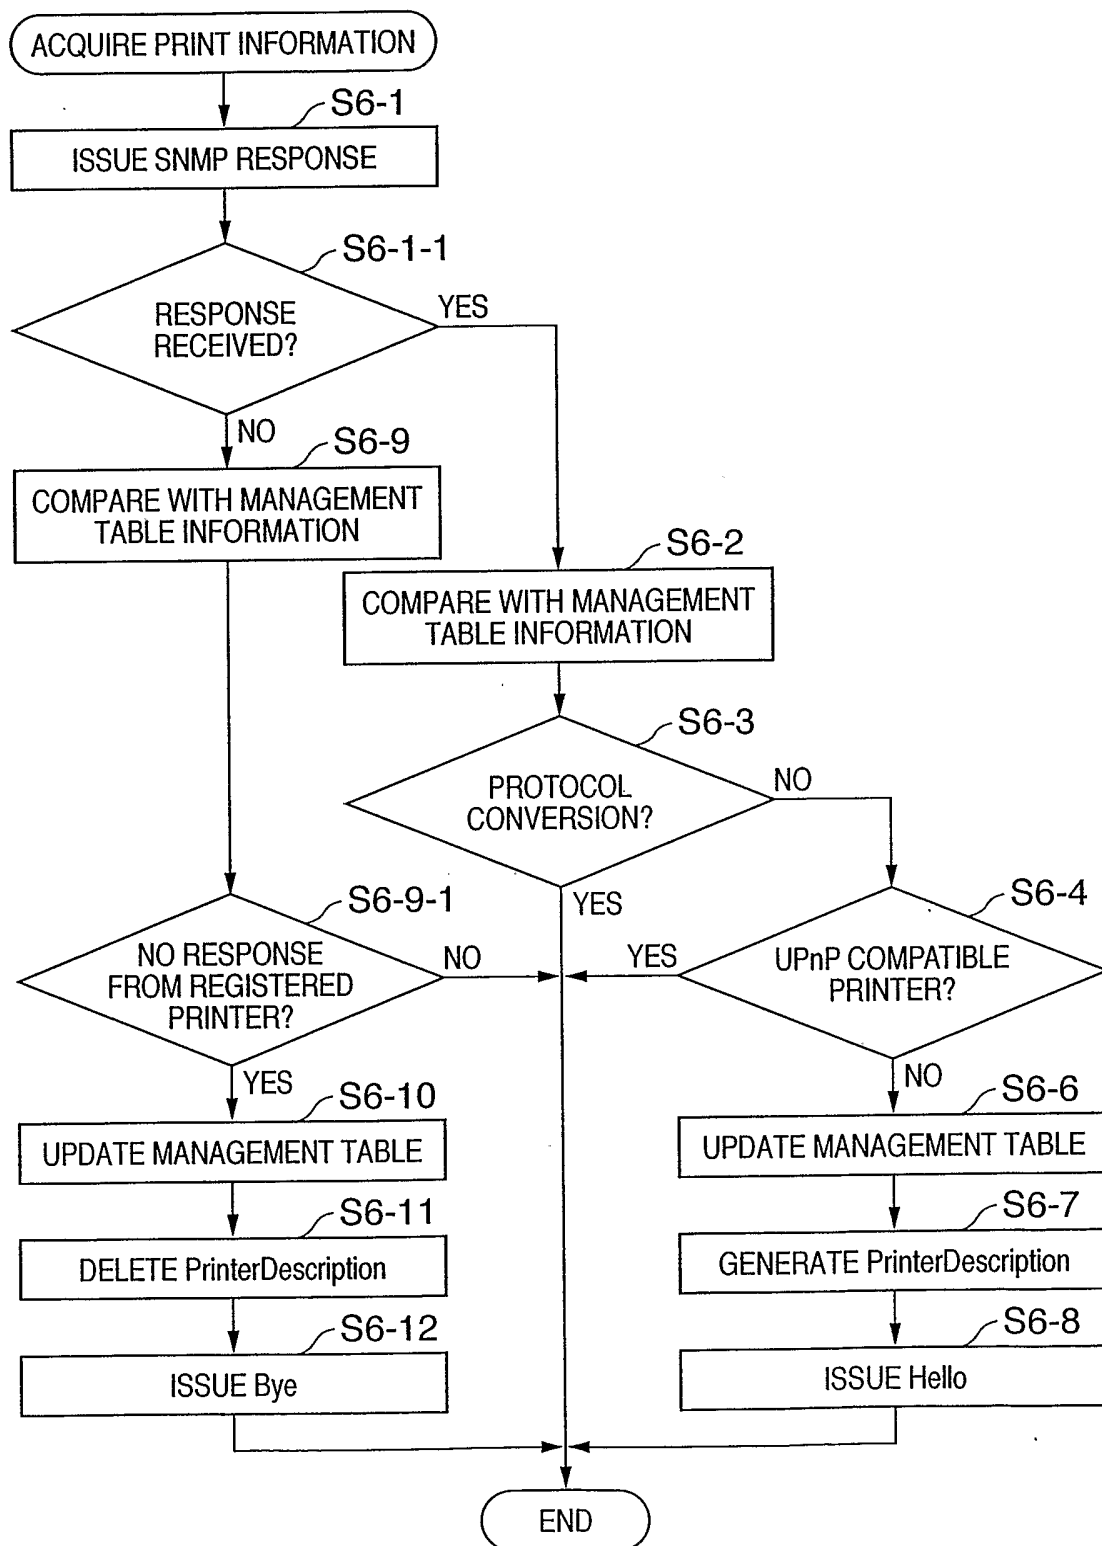 ACQUIRE PRINT INFORMATION
S6-1
ISSUE SNMP RESPONSE
S6-1-1
RESPONSE
RECEIVED?
YES
NO
S6-9
COMPARE WITH MANAGEMENT
TABLE INFORMATION
S6-2
COMPARE WITH MANAGEMENT
TABLE INFORMATION
S6-3
PROTOCOL
CONVERSION?
NO
YES
S6-9-1
NO RESPONSE
FROM REGISTERED
PRINTER?
NO
YES
S6-4
UPnP COMPATIBLE
PRINTER?
YES
NO
S6-10
UPDATE MANAGEMENT TABLE
S6-6
UPDATE MANAGEMENT TABLE
S6-11
DELETE PrinterDescription
S6-7
GENERATE PrinterDescription
S6-12
ISSUE Bye
S6-8
ISSUE Hello
END